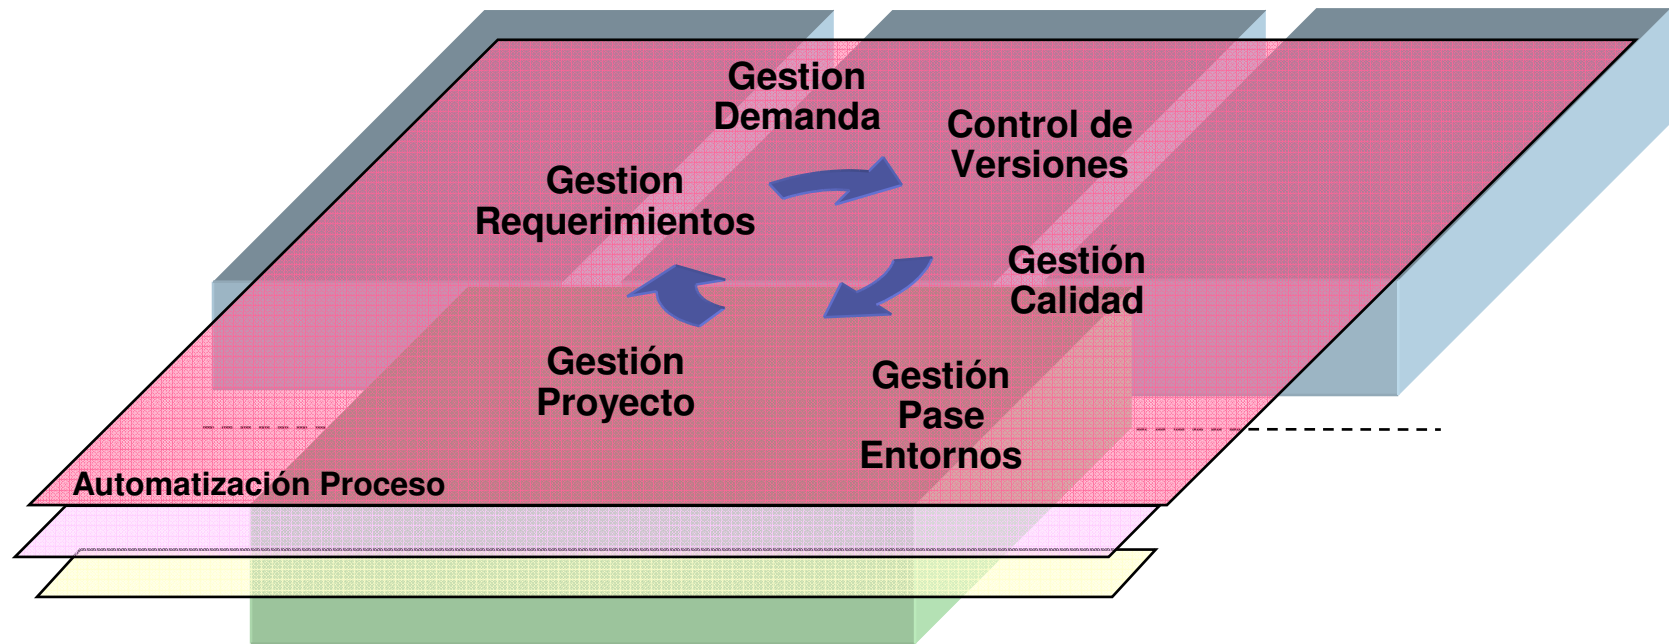 Gestion
Demanda
Control de
Versiones
Gestion
Requerimientos
Gestión
Calidad
Gestión
Proyecto
Gestión
Pase
Entornos
Automatización Proceso